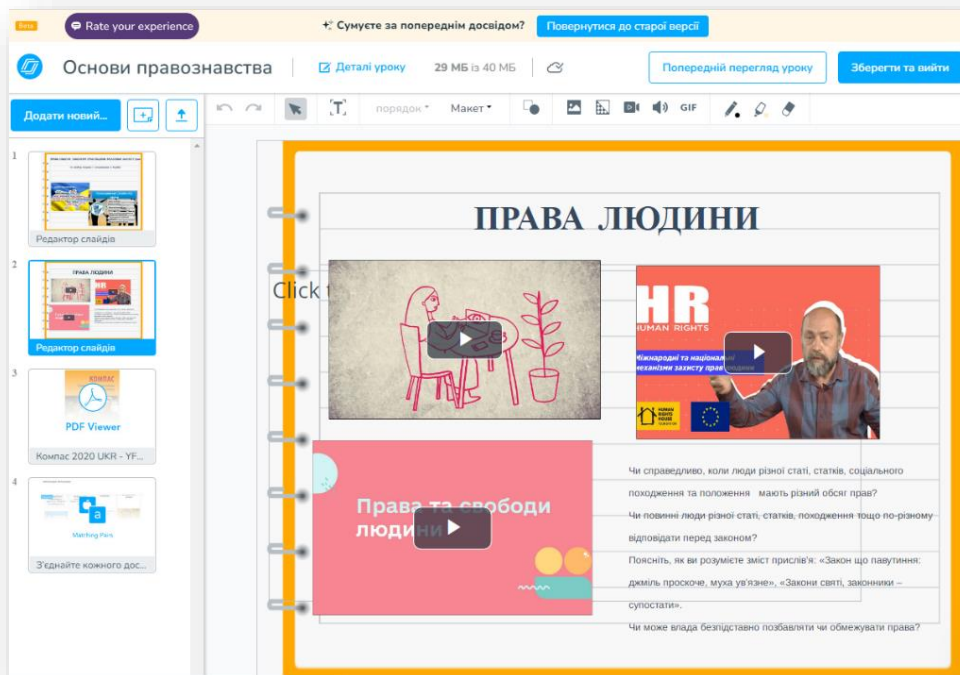 Beta
Rate your experience
Сумуєте за попереднім досвідом?
Повернутися до старої версії
Основи правознавства
Деталі уроку
29 МБ із 40 МБ
Попередній перегляд уроку
Зберегти та вийти
Додати новий...
порядок
Макет
GIF
1
Редактор слайдів
2
ПРАВА ЛЮДИНИ
Редактор слайдів
3
КОМПАС
PDF Viewer
Компас 2020 UKR - YF...
4
Matching Pairs
З'єднайте кожного дос...
ПРАВА ЛЮДИНИ
Click t
HR
HUMAN RIGHTS
Міжнародні та національні
механізми захисту прав людини
HUMAN
RIGHTS
HOUSE
Права та свободи
людини
Чи справедливо, коли люди різної статі, статків, соціального
походження та положення мають різний обсяг прав?
Чи повинні люди різної статі, статків, походження тощо по-різному
відповідати перед законом?
Поясніть, як ви розумієте зміст прислів'я: «Закон що павутиння:
джміль проскоче, муха ув'язне», «Закони святі, законники –
супостати».
Чи може влада безпідставно позбавляти чи обмежувати права?